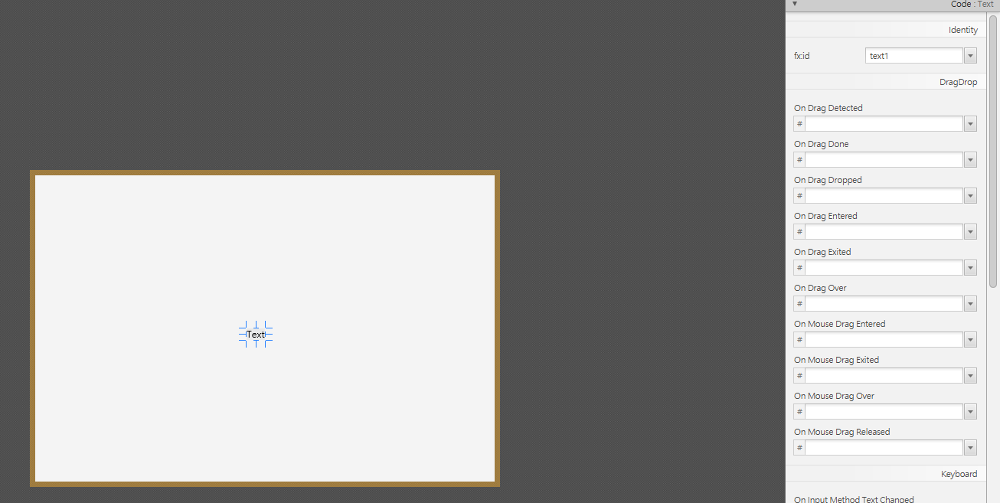 Code : Text
Identity
fx:id
text1
DragDrop
On Drag Detected
#
On Drag Done
#
On Drag Dropped
#
On Drag Entered
#
On Drag Exited
#
On Drag Over
#
On Mouse Drag Entered
#
On Mouse Drag Exited
#
On Mouse Drag Over
#
On Mouse Drag Released
#
Keyboard
On Input Method Text Changed
Text